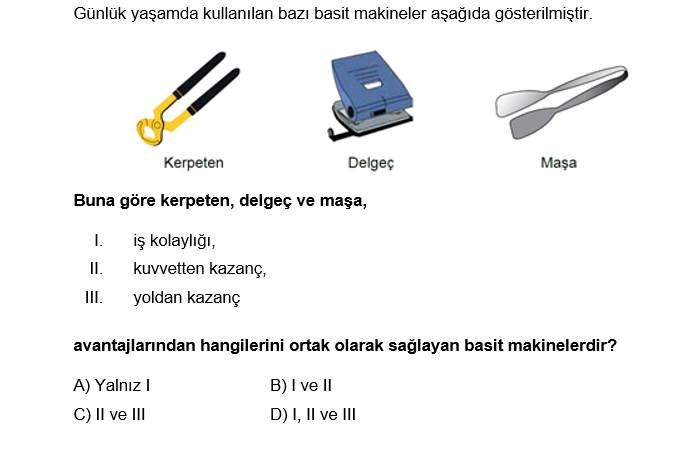 Günlük yaşamda kullanılan bazı basit makineler aşağıda gösterilmiştir.
Kerpeten Delgeç Maşa
Buna göre kerpeten, delgeç ve maşa,
I. iş kolaylığı,
II. kuvvetten kazanç,
III. yoldan kazanç
avantajlarından hangilerini ortak olarak sağlayan basit makinelerdir?
A) Yalnız I B) I ve II
C) II ve III D) I, II ve III